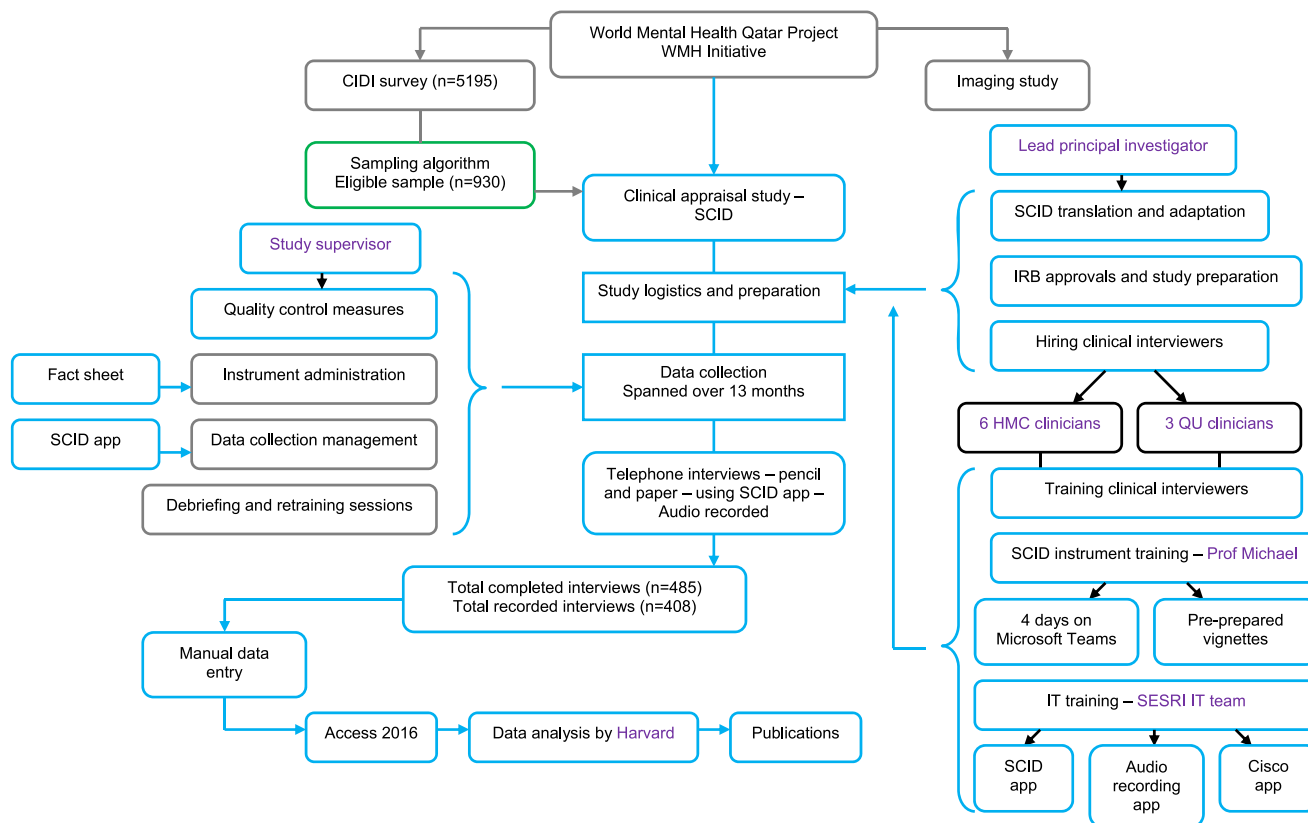 World Mental Health Qatar Project
WMH Initiative
CIDI survey (n=5195)
Imaging study
Sampling algorithm
Eligible sample (n=930)
Clinical appraisal study –
SCID
Study supervisor
Quality control measures
Fact sheet
Instrument administration
SCID app
Data collection management
Debriefing and retraining sessions
Study logistics and preparation
Data collection
Spanned over 13 months
Telephone interviews – pencil
and paper – using SCID app –
Audio recorded
Total completed interviews (n=485)
Total recorded interviews (n=408)
Manual data
entry
Access 2016
Data analysis by Harvard
Publications
Lead principal investigator
SCID translation and adaptation
IRB approvals and study preparation
Hiring clinical interviewers
6 HMC clinicians
3 QU clinicians
Training clinical interviewers
SCID instrument training – Prof Michael
4 days on
Microsoft Teams
Pre-prepared
vignettes
IT training – SESRI IT team
SCID
app
Audio
recording
app
Cisco
app